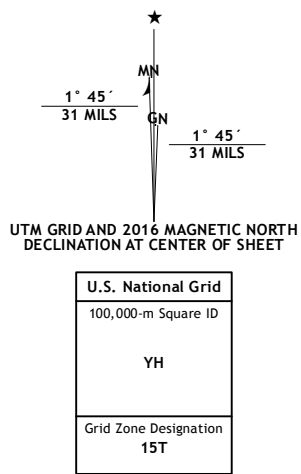 ★
MN
1° 45´
31 MILS
GN
1° 45´
31 MILS
UTM GRID AND 2016 MAGNETIC NORTH
DECLINATION AT CENTER OF SHEET
U.S. National Grid
100,000-m Square ID
YH
Grid Zone Designation
15T